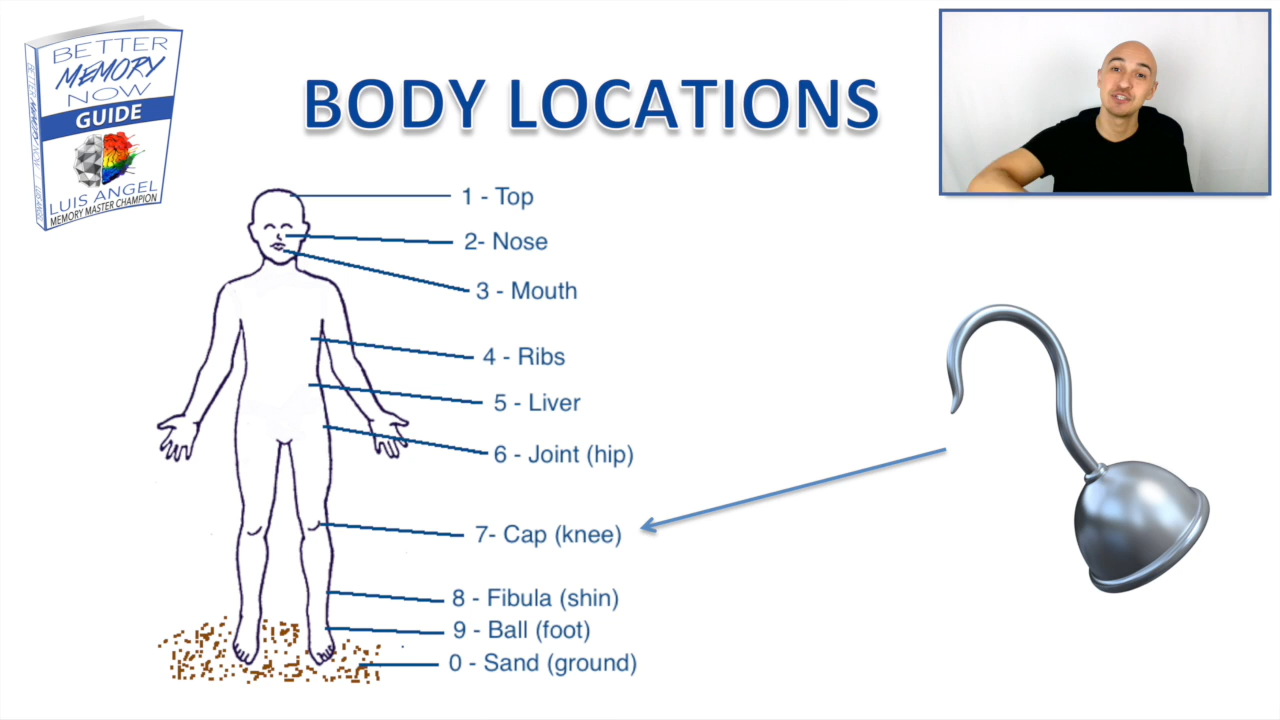 BETTER
MEMORY
NOW
GUIDE
LUIS ANGEL
MEMORY MASTER CHAMPION
BODY LOCATIONS
1 - Top
2- Nose
3 - Mouth
4 - Ribs
5 - Liver
6 - Joint (hip)
7- Cap (knee)
8 - Fibula (shin)
9 - Ball (foot)
0 - Sand (ground)